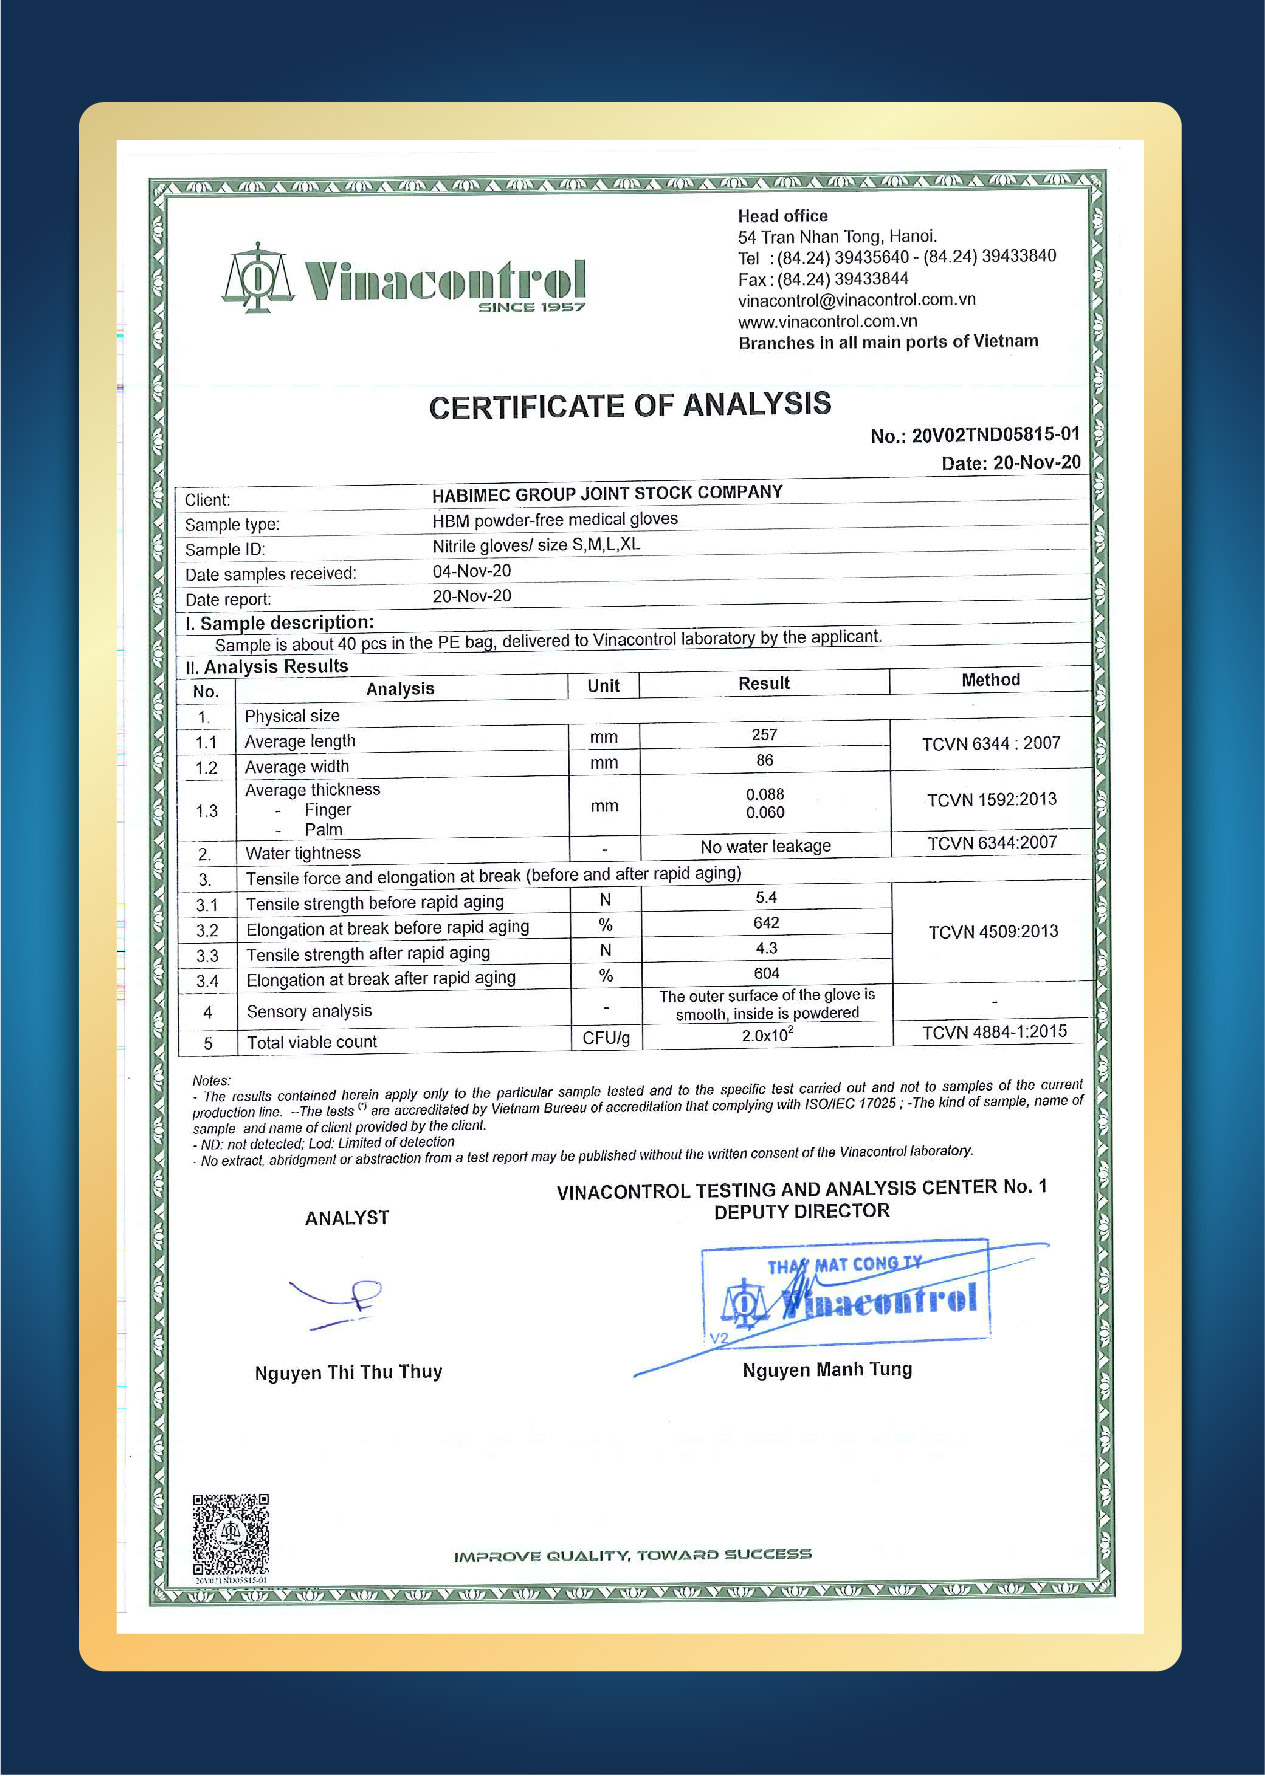 Vinacontrol
SINCE 1957
Head office
54 Tran Nhan Tong, Hanoi.
Tel : (84.24) 39435640 - (84.24) 39433840
Fax : (84.24) 39433844
vinacontrol@vinacontrol.com.vn
www.vinacontrol.com.vn
Branches in all main ports of Vietnam
CERTIFICATE OF ANALYSIS
No.: 20V02TND05815-01
Date: 20-Nov-20
Client: HABIMEC GROUP JOINT STOCK COMPANY
Sample type: HBM powder-free medical gloves
Sample ID: Nitrile gloves/ size S,M,L,XL
Date samples received: 04-Nov-20
Date report: 20-Nov-20
I. Sample description:
Sample is about 40 pcs in the PE bag, delivered to Vinacontrol laboratory by the applicant.
II. Analysis Results
No. Analysis Unit Result Method
1. Physical size
1.1 Average length mm 257 TCVN 6344 : 2007
1.2 Average width mm 86
1.3 Average thickness mm TCVN 1592:2013
- Finger 0.088
- Palm 0.060
2. Water tightness - No water leakage TCVN 6344:2007
3. Tensile force and elongation at break (before and after rapid aging)
3.1 Tensile strength before rapid aging N 5.4 TCVN 4509:2013
3.2 Elongation at break before rapid aging % 642
3.3 Tensile strength after rapid aging N 4.3
3.4 Elongation at break after rapid aging % 604
4 Sensory analysis - The outer surface of the glove is smooth, inside is powdered -
5 Total viable count CFU/g 2.0x10² TCVN 4884-1:2015
Notes:
- The results contained herein apply only to the particular sample tested and to the specific test carried out and not to samples of the current
production line. --The tests (*) are accreditated by Vietnam Bureau of accreditation that complying with ISO/IEC 17025 ; -The kind of sample, name of
sample and name of client provided by the client.
- ND: not detected; Lod: Limited of detection
- No extract, abridgment or abstraction from a test report may be published without the written consent of the Vinacontrol laboratory.
VINACONTROL TESTING AND ANALYSIS CENTER No. 1
ANALYST
DEPUTY DIRECTOR
THAY MAT CONG TY
Vinacontrol
V2
Nguyen Thi Thu Thuy
Nguyen Manh Tung
20V02TND05815-01
IMPROVE QUALITY, TOWARD SUCCESS